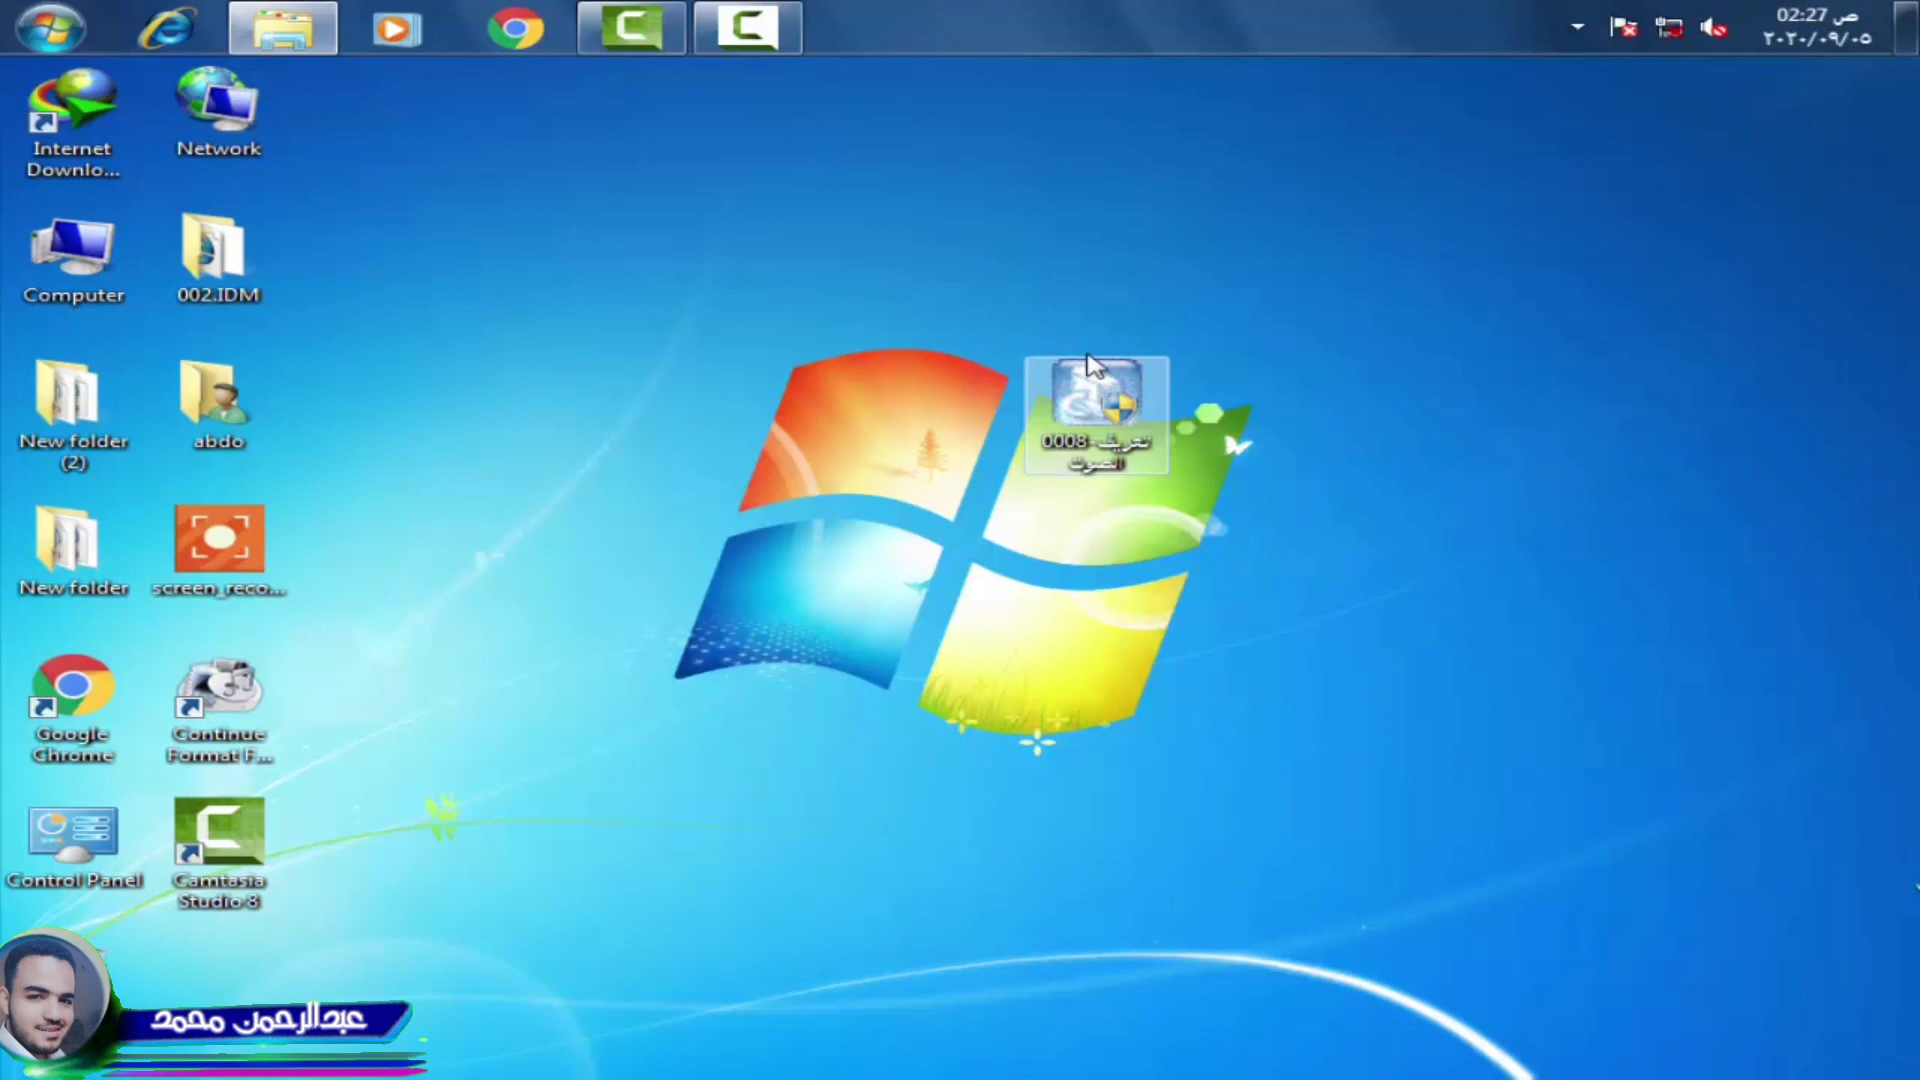 ص 02:27
٢٠٢٠/٠٩/٠٥
Internet
Downlo...
Network
Computer
002.IDM
New folder
(2)
abdo
0008-تعريف
الصوت
New folder
screen_reco...
Google
Chrome
Continue
Format F...
Control Panel
Camtasia
Studio 8
عبدالرحمن محمد